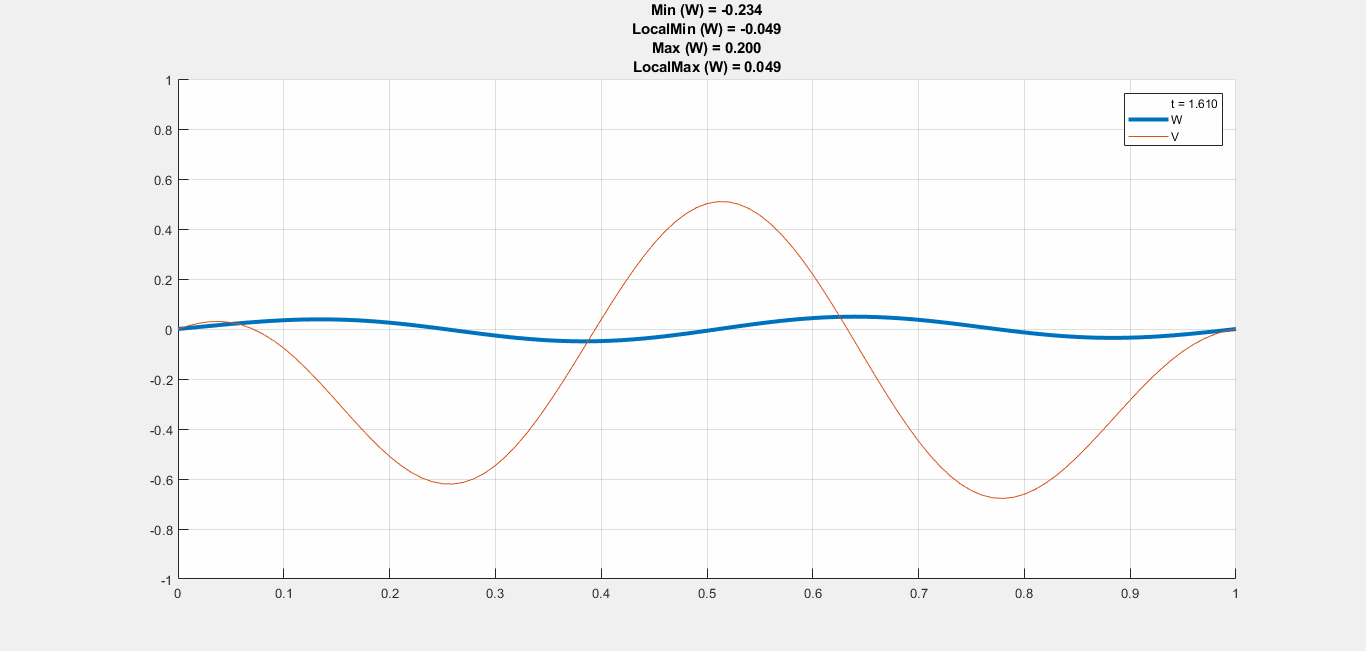 Min (W) = -0.234
LocalMin (W) = -0.049
Max (W) = 0.200
LocalMax (W) = 0.049
t = 1.610
W
V
1
0.8
0.6
0.4
0.2
0
-0.2
-0.4
-0.6
-0.8
-1
0 0.1 0.2 0.3 0.4 0.5 0.6 0.7 0.8 0.9 1